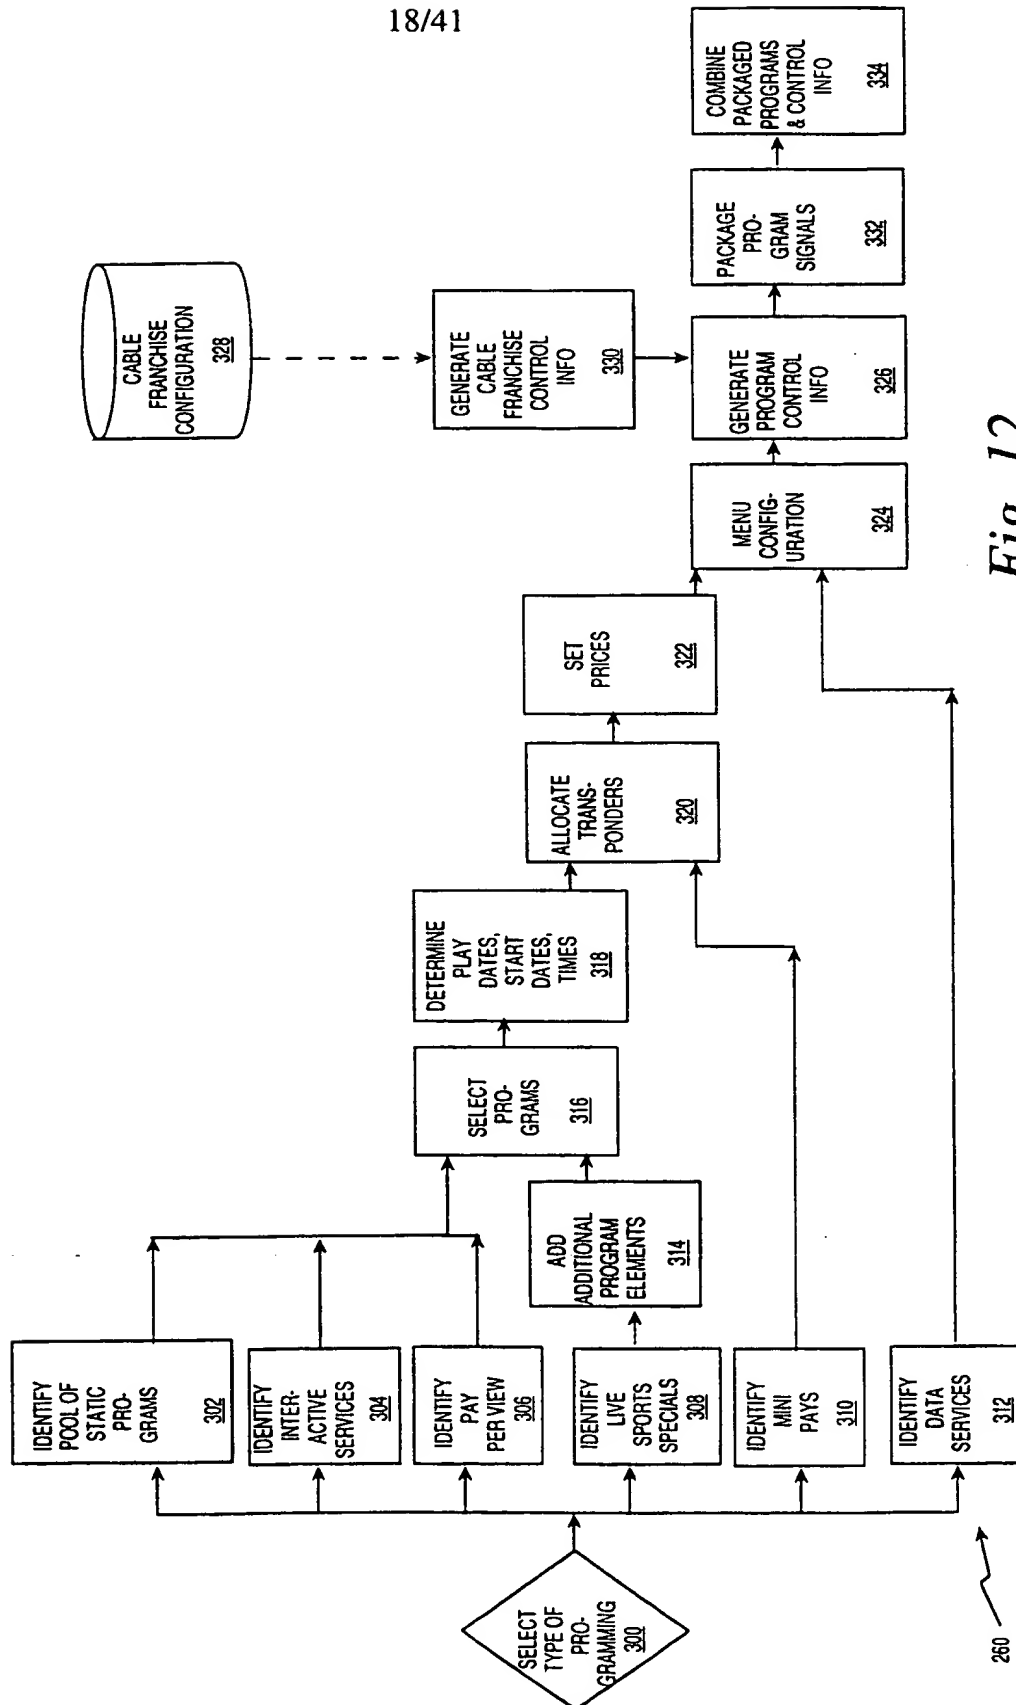 18/41
SELECT
TYPE OF
PRO-
GRAMMING
300
IDENTIFY
POOL OF
STATIC
PRO-
GRAMS
302
IDENTIFY
INTER-
ACTIVE
SERVICES
304
IDENTIFY
PAY
PER VIEW
306
IDENTIFY
LIVE
SPORTS
SPECIALS
308
IDENTIFY
MINI
PAYS
310
IDENTIFY
DATA
SERVICES
312
ADD
ADDITIONAL
PROGRAM
ELEMENTS
314
SELECT
PRO-
GRAMS
316
DETERMINE
PLAY
DATES,
START
DATES,
TIMES
318
ALLOCATE
TRANS-
PONDERS
320
SET
PRICES
322
MENU
CONFIG-
URATION
324
GENERATE
PROGRAM
CONTROL
INFO
326
CABLE
FRANCHISE
CONFIGURATION
328
GENERATE
CABLE
FRANCHISE
CONTROL
INFO
330
PACKAGE
PRO-
GRAM
SIGNALS
332
COMBINE
PACKAGED
PROGRAMS
& CONTROL
INFO
334
260
Fig. 12